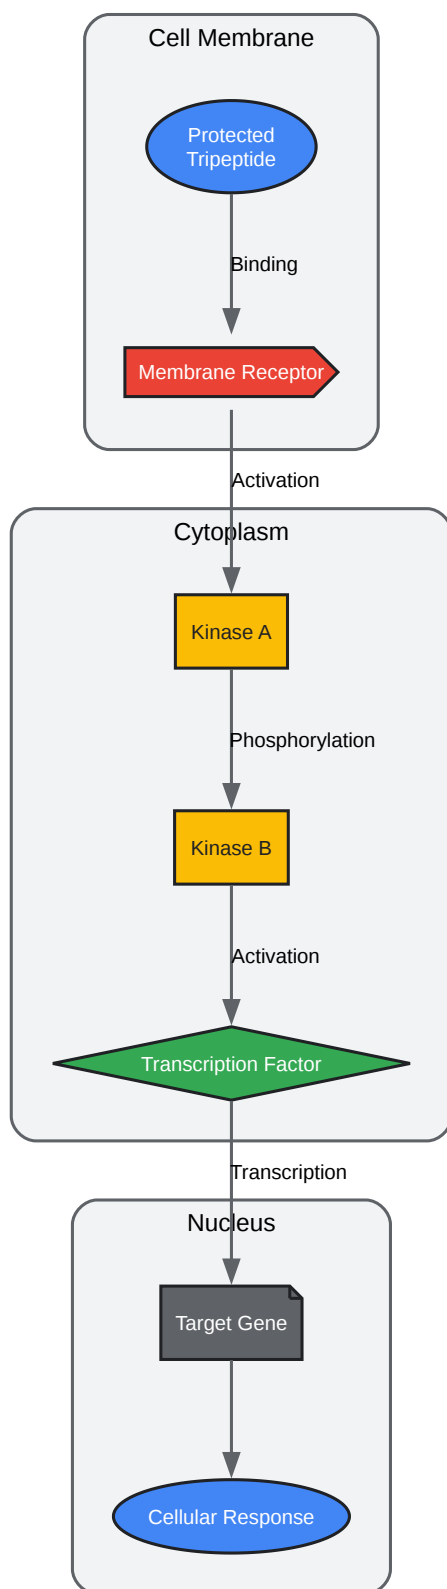 Cell Membrane
Protected
Tripeptide
Binding
Membrane Receptor
Activation
Cytoplasm
Kinase A
Phosphorylation
Kinase B
Activation
Transcription Factor
Transcription
Nucleus
Target Gene
Cellular Response